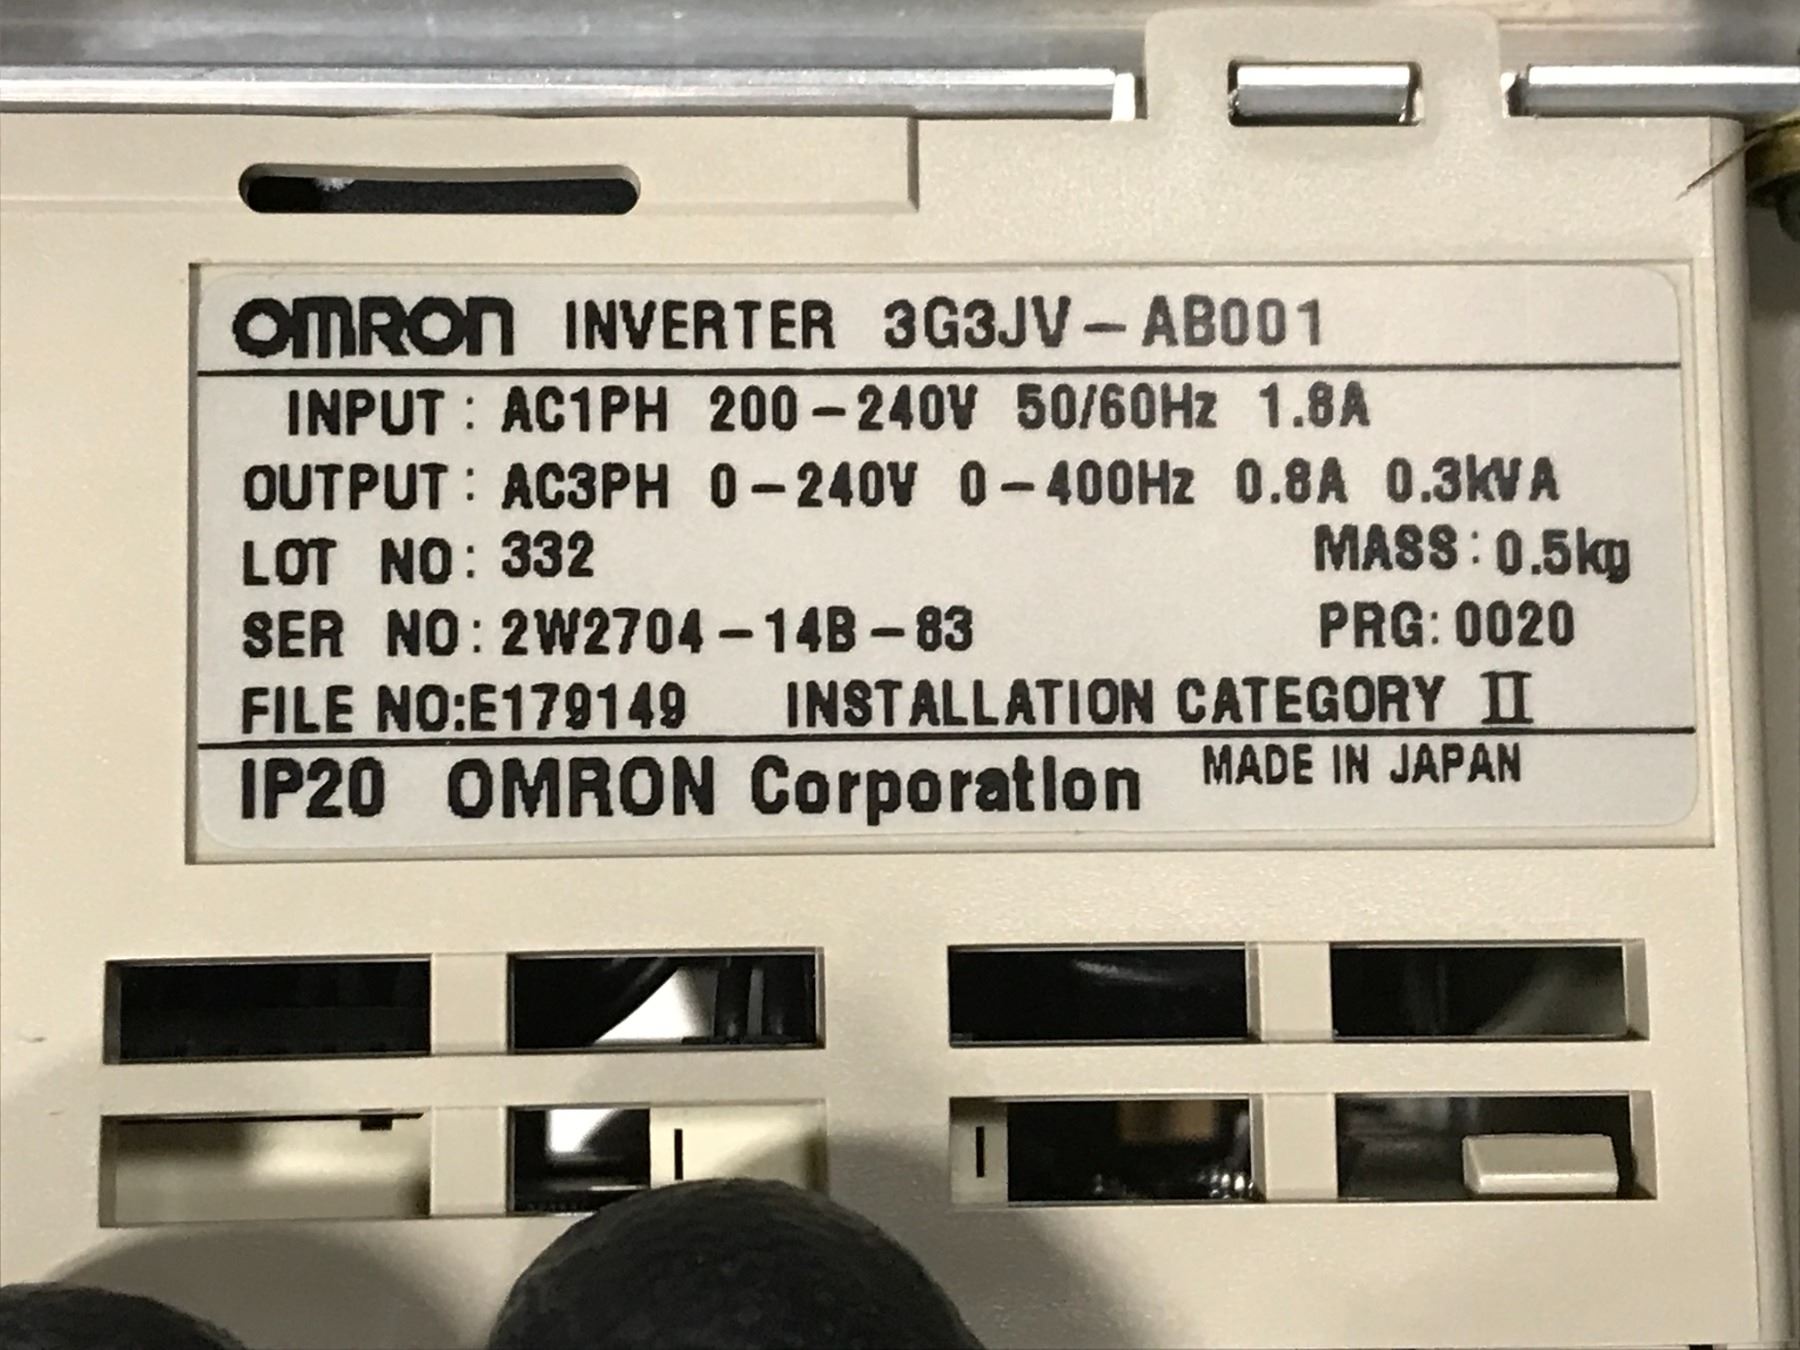 OMRON INVERTER 3G3JV-AB001
INPUT: AC1PH 200-240V 50/60Hz 1.8A
OUTPUT: AC3PH 0-240V 0-400Hz 0.8A 0.3kVA
LOT NO: 332 MASS: 0.5kg
SER NO: 2W2704-14B-83 PRG: 0020
FILE NO:E179149 INSTALLATION CATEGORY II
IP20 OMRON Corporation MADE IN JAPAN